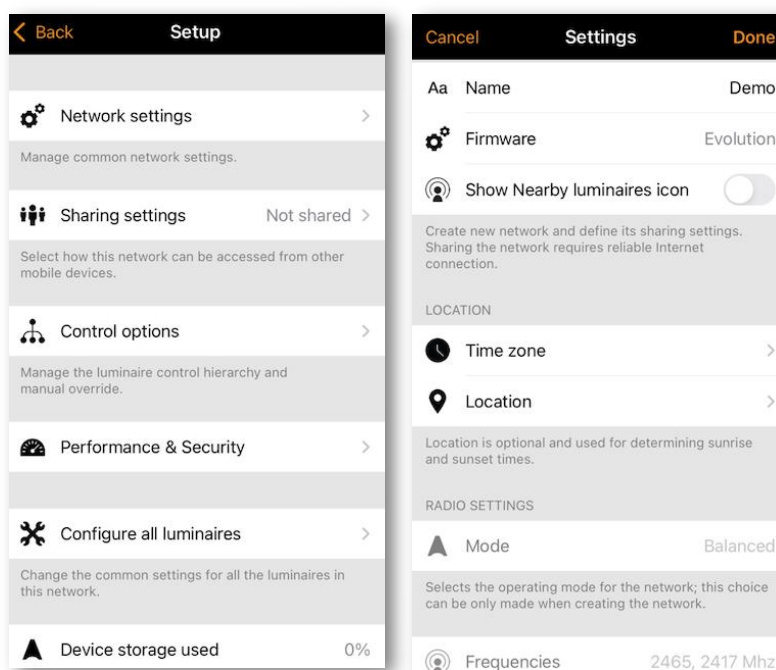 Back
Setup
Network settings
Manage common network settings.
Sharing settings
Not shared
Select how this network can be accessed from other
mobile devices.
Control options
Manage the luminaire control hierarchy and
manual override.
Performance & Security
Configure all luminaires
Change the common settings for all the luminaires in
this network.
Device storage used
0%
Cancel
Settings
Done
Aa
Name
Demo
Firmware
Evolution
Show Nearby luminaires icon
Create new network and define its sharing settings.
Sharing the network requires reliable Internet
connection.
LOCATION
Time zone
Location
Location is optional and used for determining sunrise
and sunset times.
RADIO SETTINGS
Mode
Balanced
Selects the operating mode for the network; this choice
can be only made when creating the network.
Frequencies
2465, 2417 Mhz